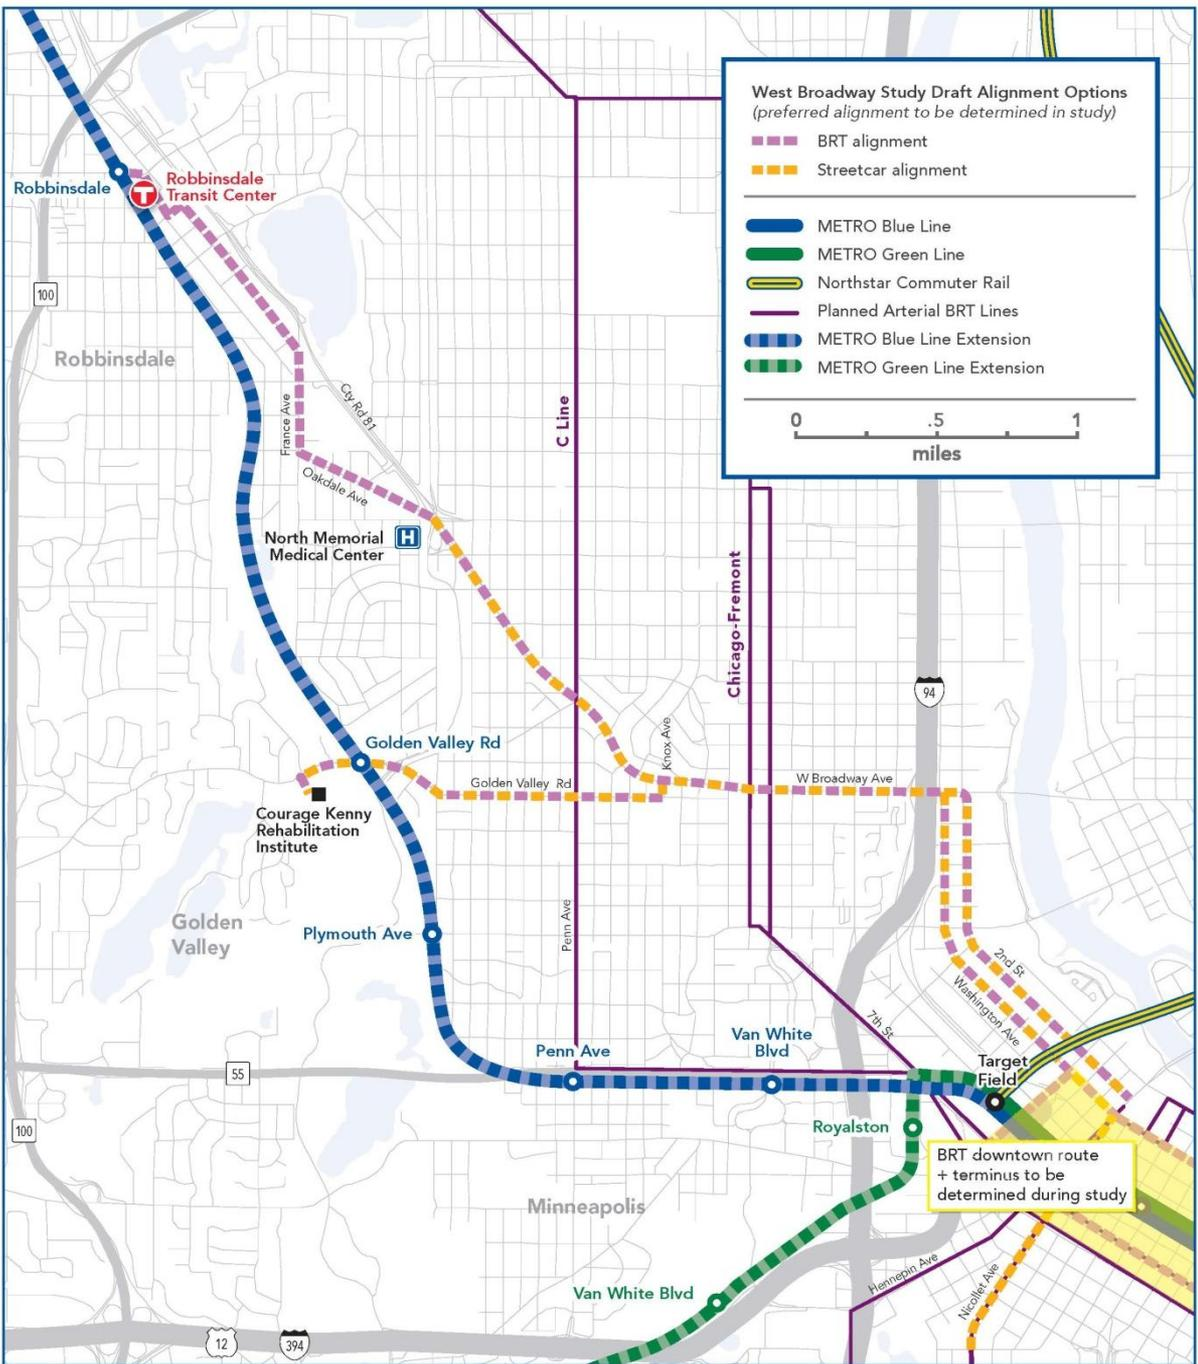 West Broadway Study Draft Alignment Options
(preferred alignment to be determined in study)
BRT alignment
Streetcar alignment
METRO Blue Line
METRO Green Line
Northstar Commuter Rail
Planned Arterial BRT Lines
METRO Blue Line Extension
METRO Green Line Extension
0 .5 1
miles
Robbinsdale
T
Robbinsdale
Transit Center
100
Robbinsdale
France Ave
Cty Rd 81
Oakdale Ave
C Line
North Memorial
Medical Center
H
Chicago-Fremont
94
Golden Valley Rd
Knox Ave
Golden Valley Rd
W Broadway Ave
Courage Kenny
Rehabilitation
Institute
Golden
Valley
Plymouth Ave
Penn Ave
2nd St
Washington Ave
7th St
Van White
Blvd
Penn Ave
Target
Field
55
100
Royalston
BRT downtown route
+ terminus to be
determined during study
Minneapolis
Hennepin Ave
Nicollet Ave
Van White Blvd
12
394